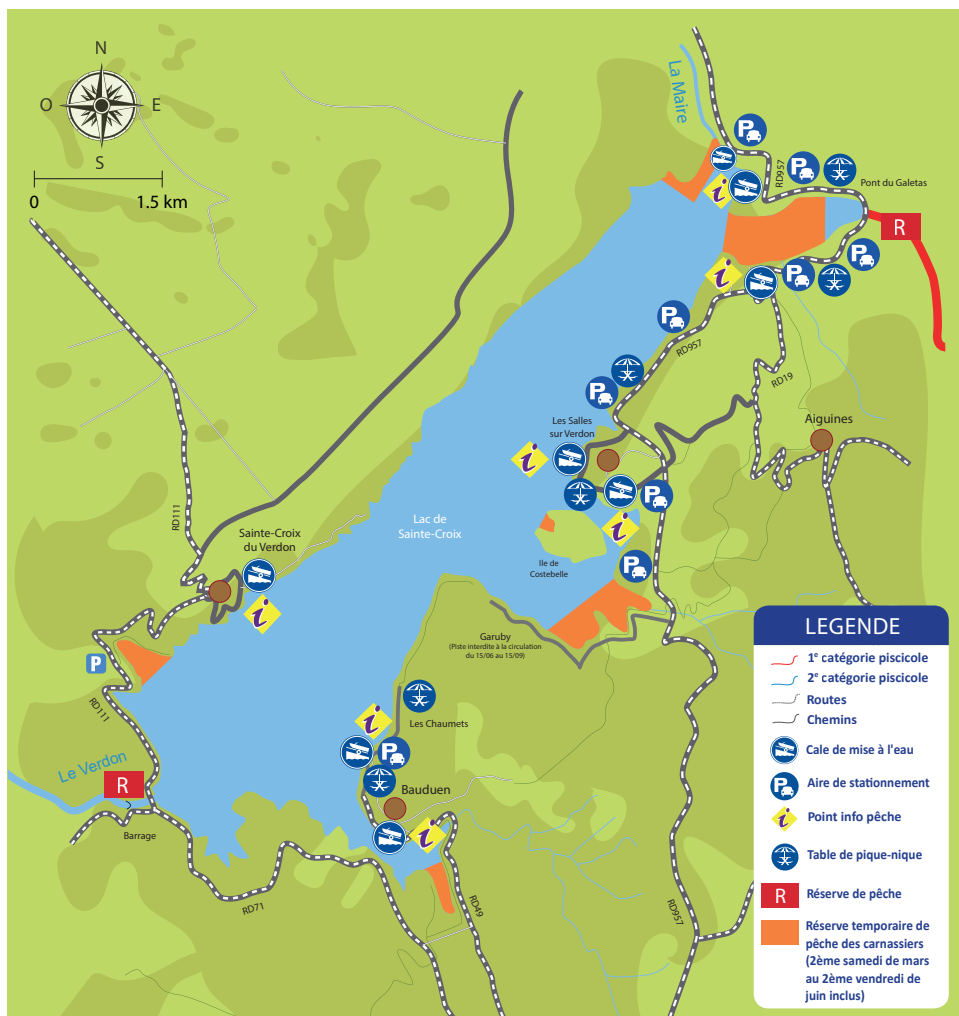 N
O
E
S
0
1.5 km
La Maire
P
P
RD957
Pont du Galetas
i
R
i
P
P
P
RD957
RD19
P
Les Salles
sur Verdon
Aiguines
i
P
i
P
RD111
Sainte-Croix
du Verdon
Lac de
Sainte-Croix
Ile de
Costebelle
i
Garuby
(Piste interdite à la circulation
du 15/06 au 15/09)
P
RD111
Les Chaumets
i
P
Le Verdon
R
Barrage
Bauduen
i
RD71
RD49
RD957
LEGENDE
1e catégorie piscicole
2e catégorie piscicole
Routes
Chemins
Cale de mise à l'eau
P
Aire de stationnement
i
Point info pêche
Table de pique-nique
R
Réserve de pêche
Réserve temporaire de
pêche des carnassiers
(2ème samedi de mars
au 2ème vendredi de
juin inclus)